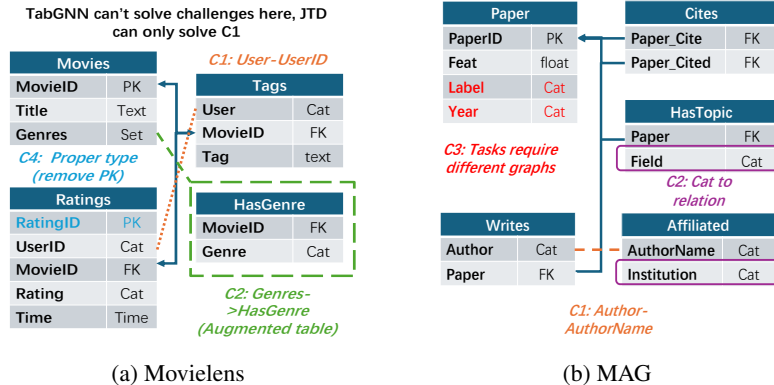 TabGNN can't solve challenges here, JTD
can only solve C1
C1: User-UserID
Movies
MovieID PK
Title Text
Genres Set
C4: Proper type
(remove PK)
Tags
User Cat
MovieID FK
Tag text
Ratings
RatingID PK
UserID Cat
MovieID FK
Rating Cat
Time Time
HasGenre
MovieID FK
Genre Cat
C2: Genres-
>HasGenre
(Augmented table)
(a) Movielens
Paper
PaperID PK
Feat float
Label Cat
Year Cat
C3: Tasks require
different graphs
Cites
Paper_Cite FK
Paper_Cited FK
HasTopic
Paper FK
Field Cat
C2: Cat to
relation
Writes
Author Cat
Paper FK
Affiliated
AuthorName Cat
Institution Cat
C1: Author-
AuthorName
(b) MAG